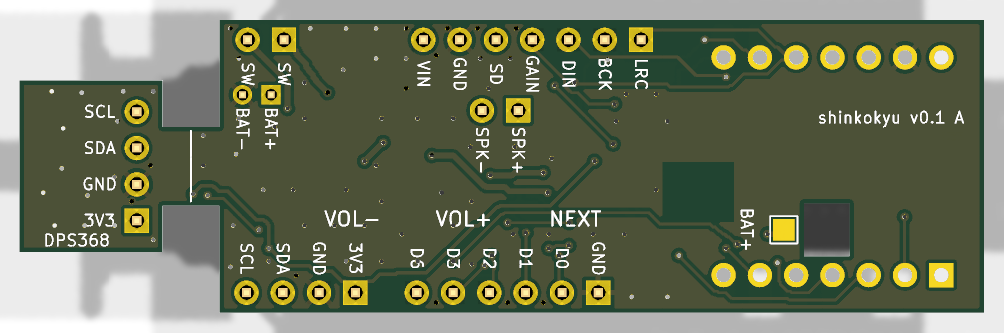 SW
SW
VIN
GND
SD
GAIN
DIN
BCK
LRC
BAT-
BAT+
SPK-
SPK+
shinkokyu v0.1 A
SCL
SDA
GND
3V3
DPS368
VOL-
VOL+
NEXT
BAT+
SCL
SDA
GND
3V3
D5
D3
D2
D1
D0
GND